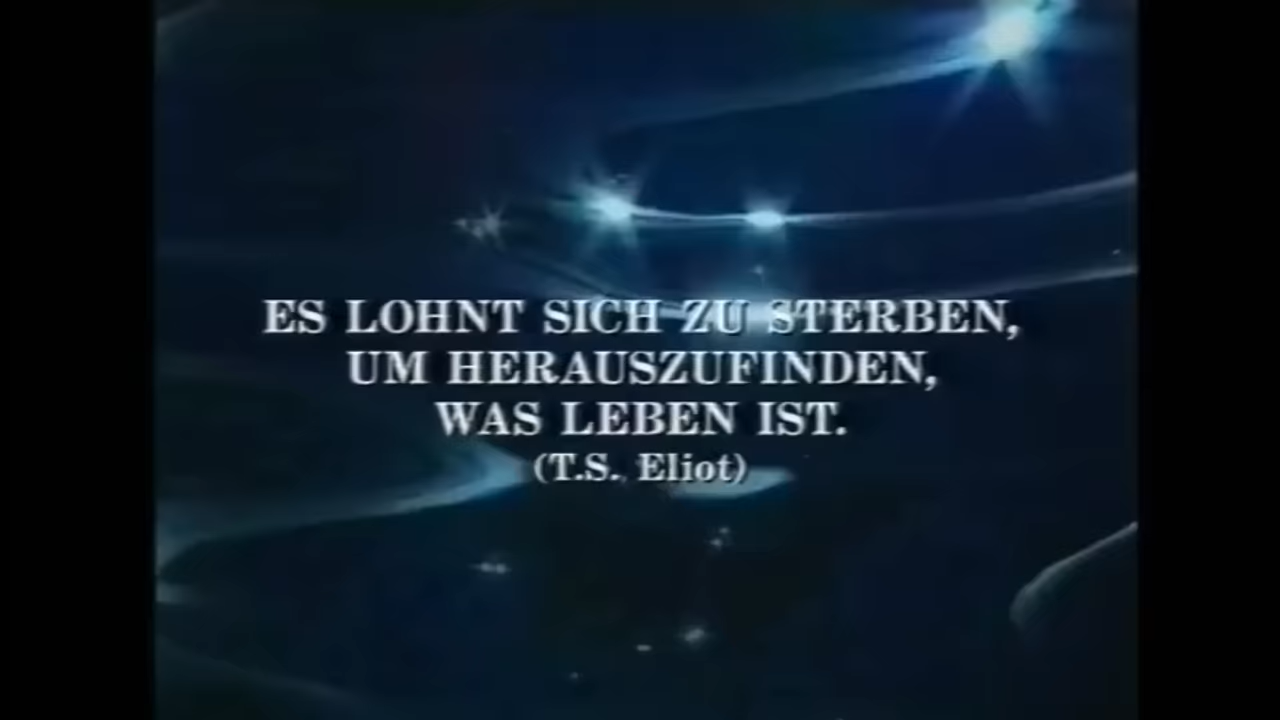 ES LOHNT SICH ZU STERBEN,
UM HERAUSZUFINDEN,
WAS LEBEN IST.
(T.S. Eliot)